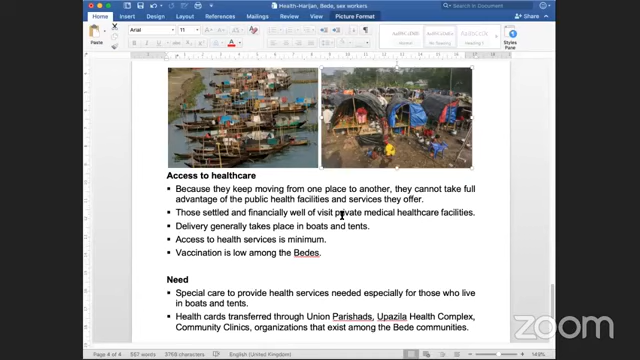 Health-Harijan, Bede, sex workers
Search in Document
Home Insert Design Layout References Mailings Review View Picture Format Share
Paste
Arial 11
Styles
Pane
Access to healthcare
▪ Because they keep moving from one place to another, they cannot take full
advantage of the public health facilities and services they offer.
▪ Those settled and financially well of visit private medical healthcare facilities.
▪ Delivery generally takes place in boats and tents.
▪ Access to health services is minimum.
▪ Vaccination is low among the Bedes.
Need
▪ Special care to provide health services needed especially for those who live
in boats and tents.
▪ Health cards transferred through Union Parishads, Upazila Health Complex,
Community Clinics, organizations that exist among the Bede communities.
Page 4 of 4 557 words 3758 characters English (United Kingdom) 149%
zoom